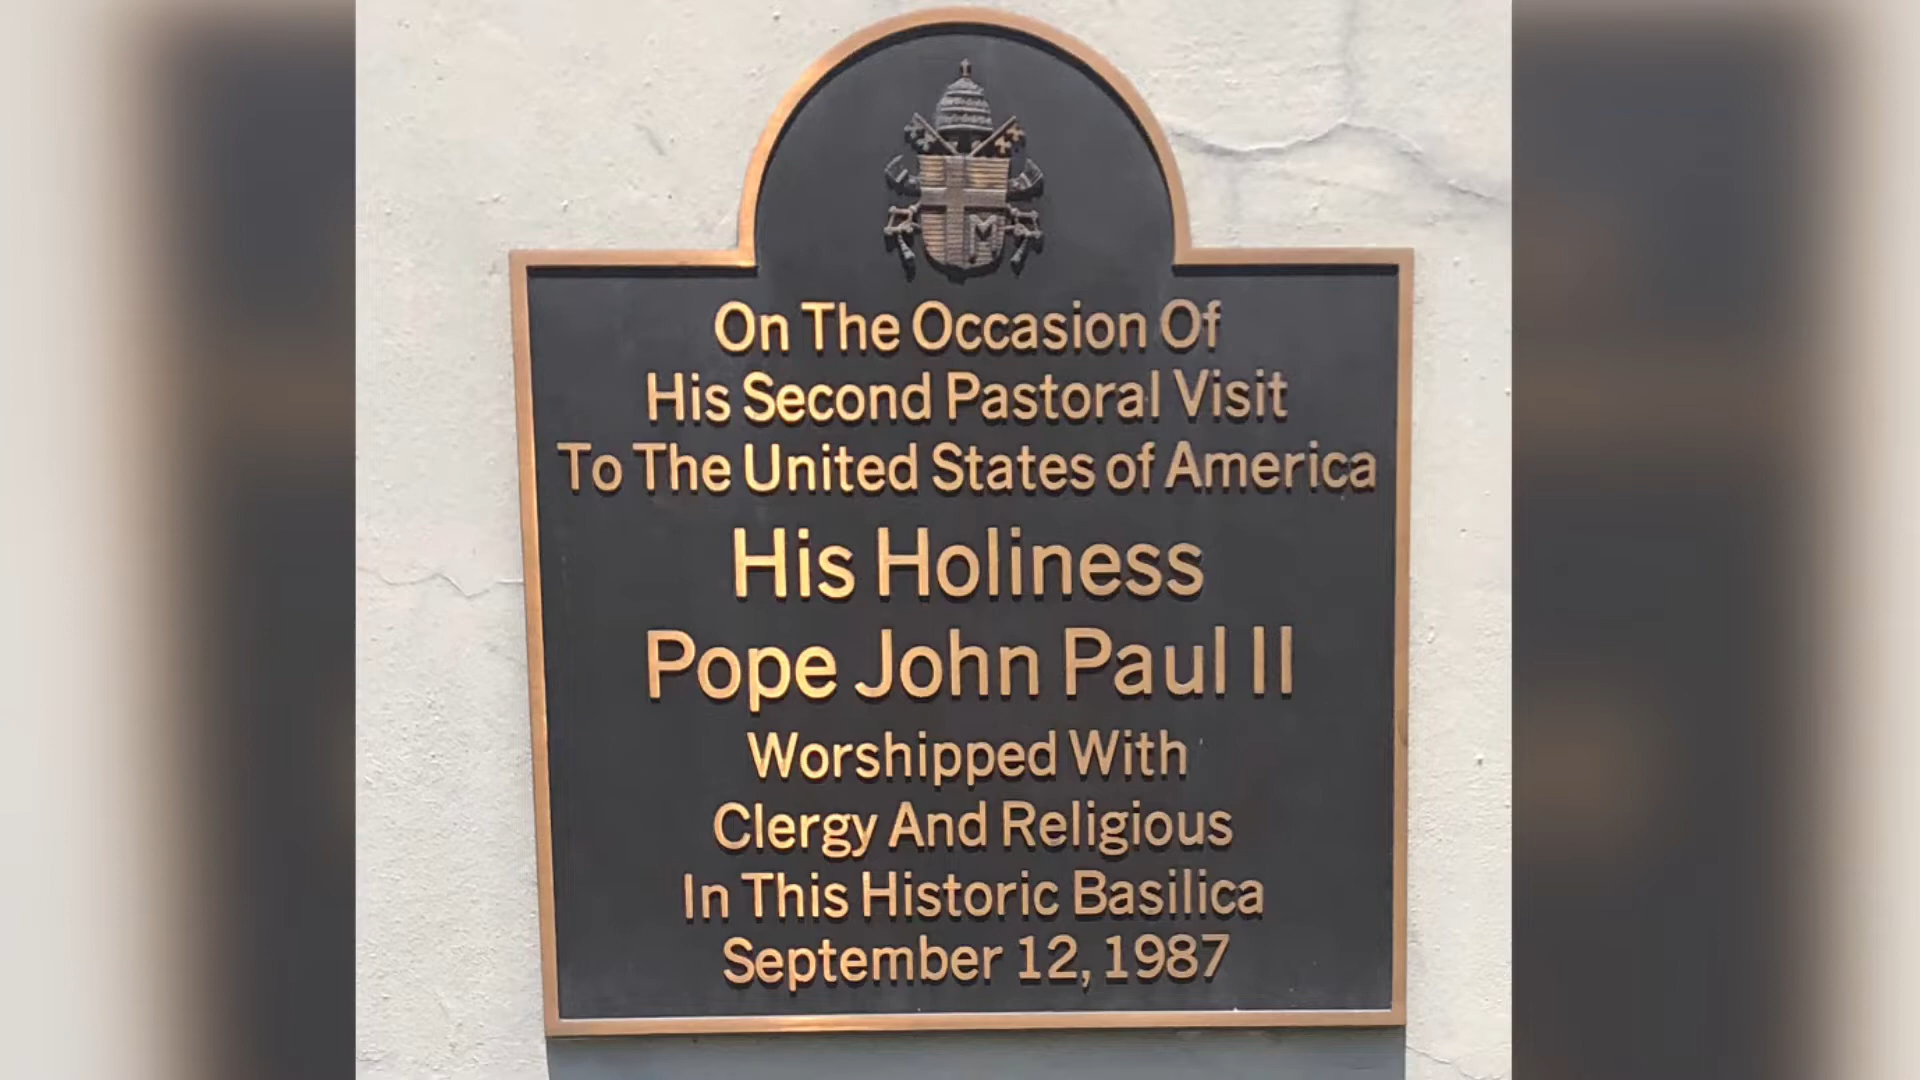 On The Occasion Of
His Second Pastoral Visit
To The United States of America
His Holiness
Pope John Paul II
Worshipped With
Clergy And Religious
In This Historic Basilica
September 12, 1987